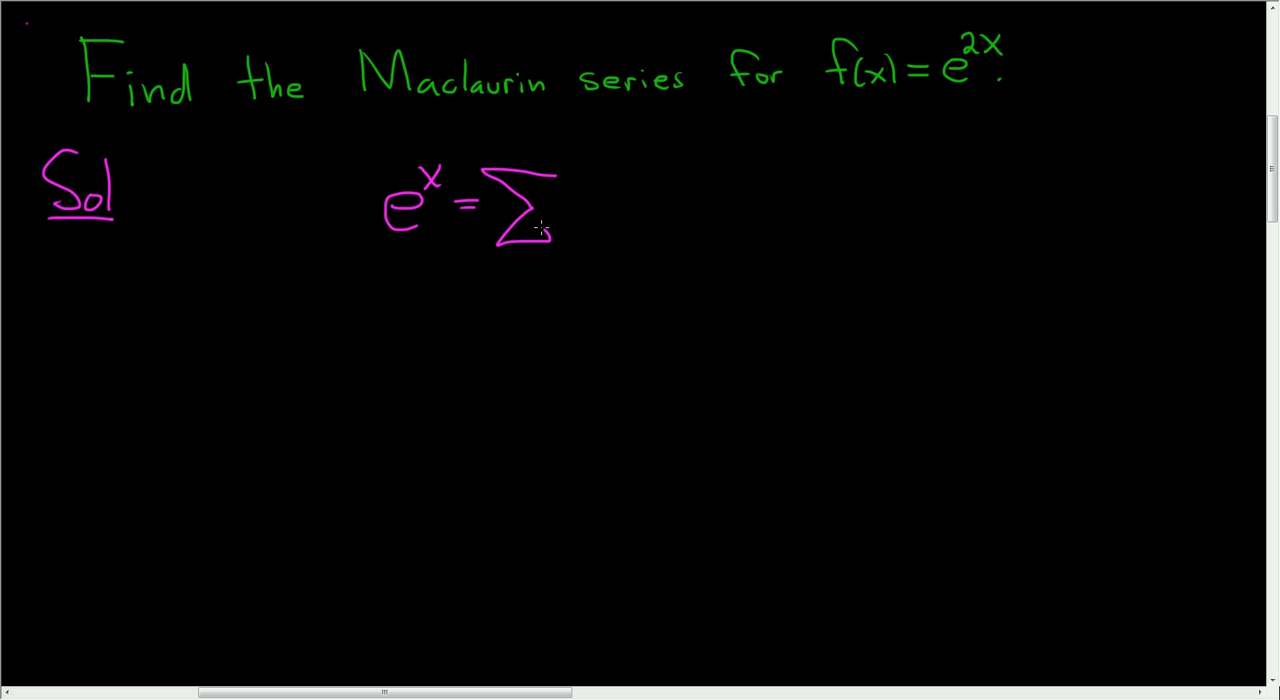 Find the Maclaurin series for f(x) = e^{2x}.
Sol
e^x = Σ